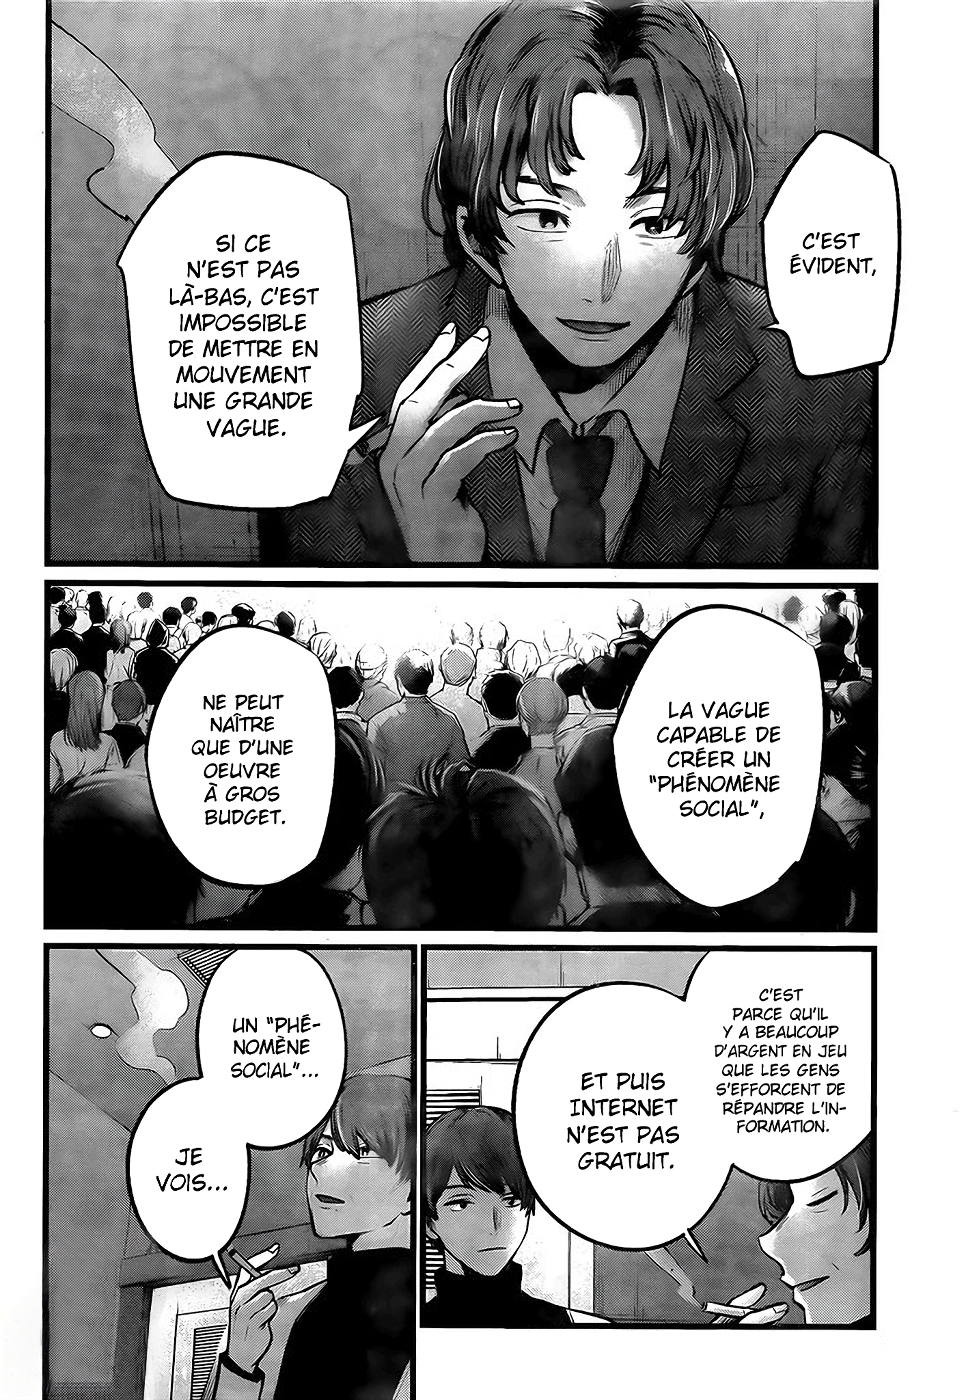 C'EST
ÉVIDENT,
SI CE
N'EST PAS
LÀ-BAS, C'EST
IMPOSSIBLE
DE METTRE EN
MOUVEMENT
UNE GRANDE
VAGUE.
LA VAGUE
CAPABLE DE
CRÉER UN
"PHÉNOMÈNE
SOCIAL",
NE PEUT
NAÎTRE
QUE D'UNE
OEUVRE
À GROS
BUDGET.
C'EST
PARCE QU'IL
Y A BEAUCOUP
D'ARGENT EN JEU
QUE LES GENS
S'EFFORCENT DE
RÉPANDRE L'IN-
FORMATION.
ET PUIS
INTERNET
N'EST PAS
GRATUIT.
UN "PHÉ-
NOMÈNE
SOCIAL"...
JE
VOIS...